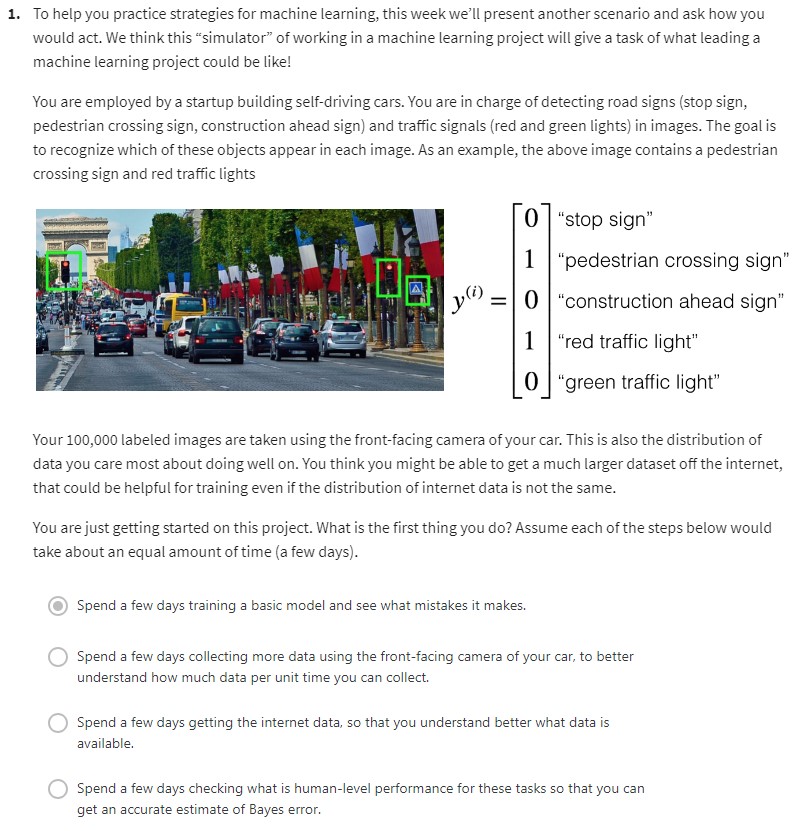 1. To help you practice strategies for machine learning, this week we'll present another scenario and ask how you
would act. We think this “simulator” of working in a machine learning project will give a task of what leading a
machine learning project could be like!
You are employed by a startup building self-driving cars. You are in charge of detecting road signs (stop sign,
pedestrian crossing sign, construction ahead sign) and traffic signals (red and green lights) in images. The goal is
to recognize which of these objects appear in each image. As an example, the above image contains a pedestrian
crossing sign and red traffic lights
0 “stop sign”
1 “pedestrian crossing sign”
y(i) = 0 “construction ahead sign”
1 “red traffic light”
0 “green traffic light”
Your 100,000 labeled images are taken using the front-facing camera of your car. This is also the distribution of
data you care most about doing well on. You think you might be able to get a much larger dataset off the internet,
that could be helpful for training even if the distribution of internet data is not the same.
You are just getting started on this project. What is the first thing you do? Assume each of the steps below would
take about an equal amount of time (a few days).
Spend a few days training a basic model and see what mistakes it makes.
Spend a few days collecting more data using the front-facing camera of your car, to better
understand how much data per unit time you can collect.
Spend a few days getting the internet data, so that you understand better what data is
available.
Spend a few days checking what is human-level performance for these tasks so that you can
get an accurate estimate of Bayes error.